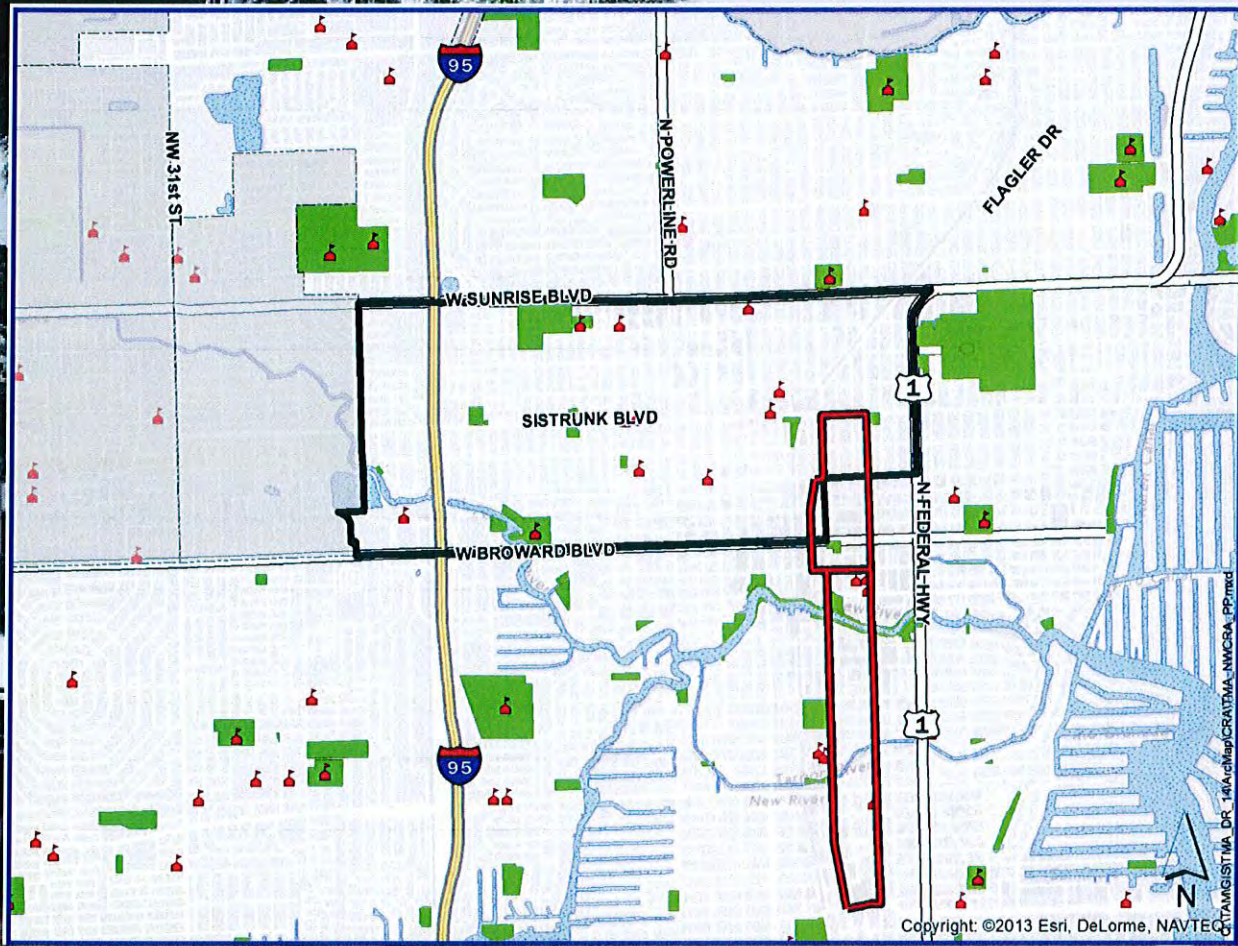 95
NW 31st ST
N POWERLINE RD
FLAGLER DR
W SUNRISE BLVD
1
SISTRUNK BLVD
N FEDERAL HWY
W BROWARD BLVD
1
95
New River
N
Copyright: ©2013 Esri, DeLorme, NAVTEQ